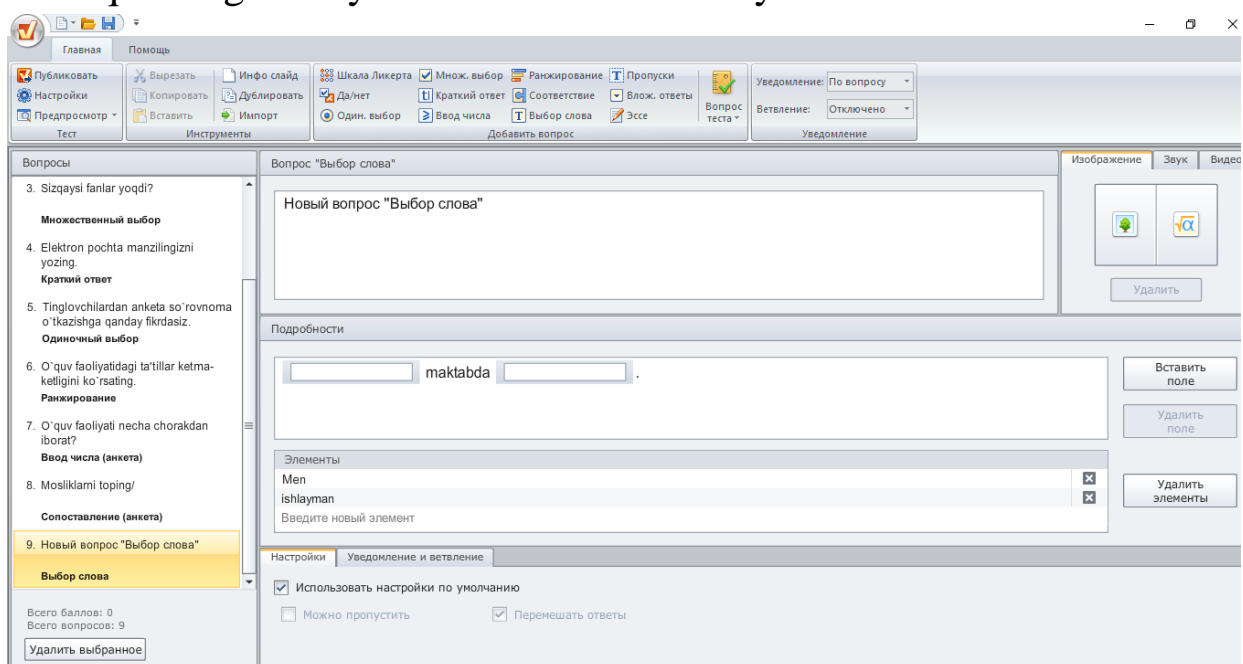 Главная Помощь
Публиковать Вырезать Инфо слайд Шкала Ликерта Множ. выбор Ранжирование Пропуски Уведомление: По вопросу
Настройки Копировать Дублировать Да/нет Краткий ответ Соответствие Влож. ответы Вопрос теста Ветвление: Отключено
Предпросмотр Вставить Импорт Один. выбор Ввод числа Выбор слова Эссе
Тест Инструменты Добавить вопрос Уведомление
Вопросы
3. Sizqaysi fanlar yoqdi?
Множественный выбор
4. Elektron pochta manzilingizni
yozing.
Краткий ответ
5. Tinglovchilardan anketa so`rovnoma
o`tkazishga qanday fikrdasiz.
Одиночный выбор
6. O`quv faoliyatidagi ta'tillar ketma-
ketligini ko`rsating.
Ранжирование
7. O`quv faoliyati necha chorakdan
iborat?
Ввод числа (анкета)
8. Mosliklarni toping/
Сопоставление (анкета)
9. Новый вопрос "Выбор слова"
Выбор слова
Всего баллов: 0
Всего вопросов: 9
Удалить выбранное
Вопрос "Выбор слова"
Новый вопрос "Выбор слова"
Изображение Звук Видео
Удалить
Подробности
maktabda .
Вставить
поле
Удалить
поле
Элементы
Men
ishlayman
Введите новый элемент
Удалить
элементы
Настройки Уведомление и ветвление
Использовать настройки по умолчанию
Можно пропустить Перемешать ответы